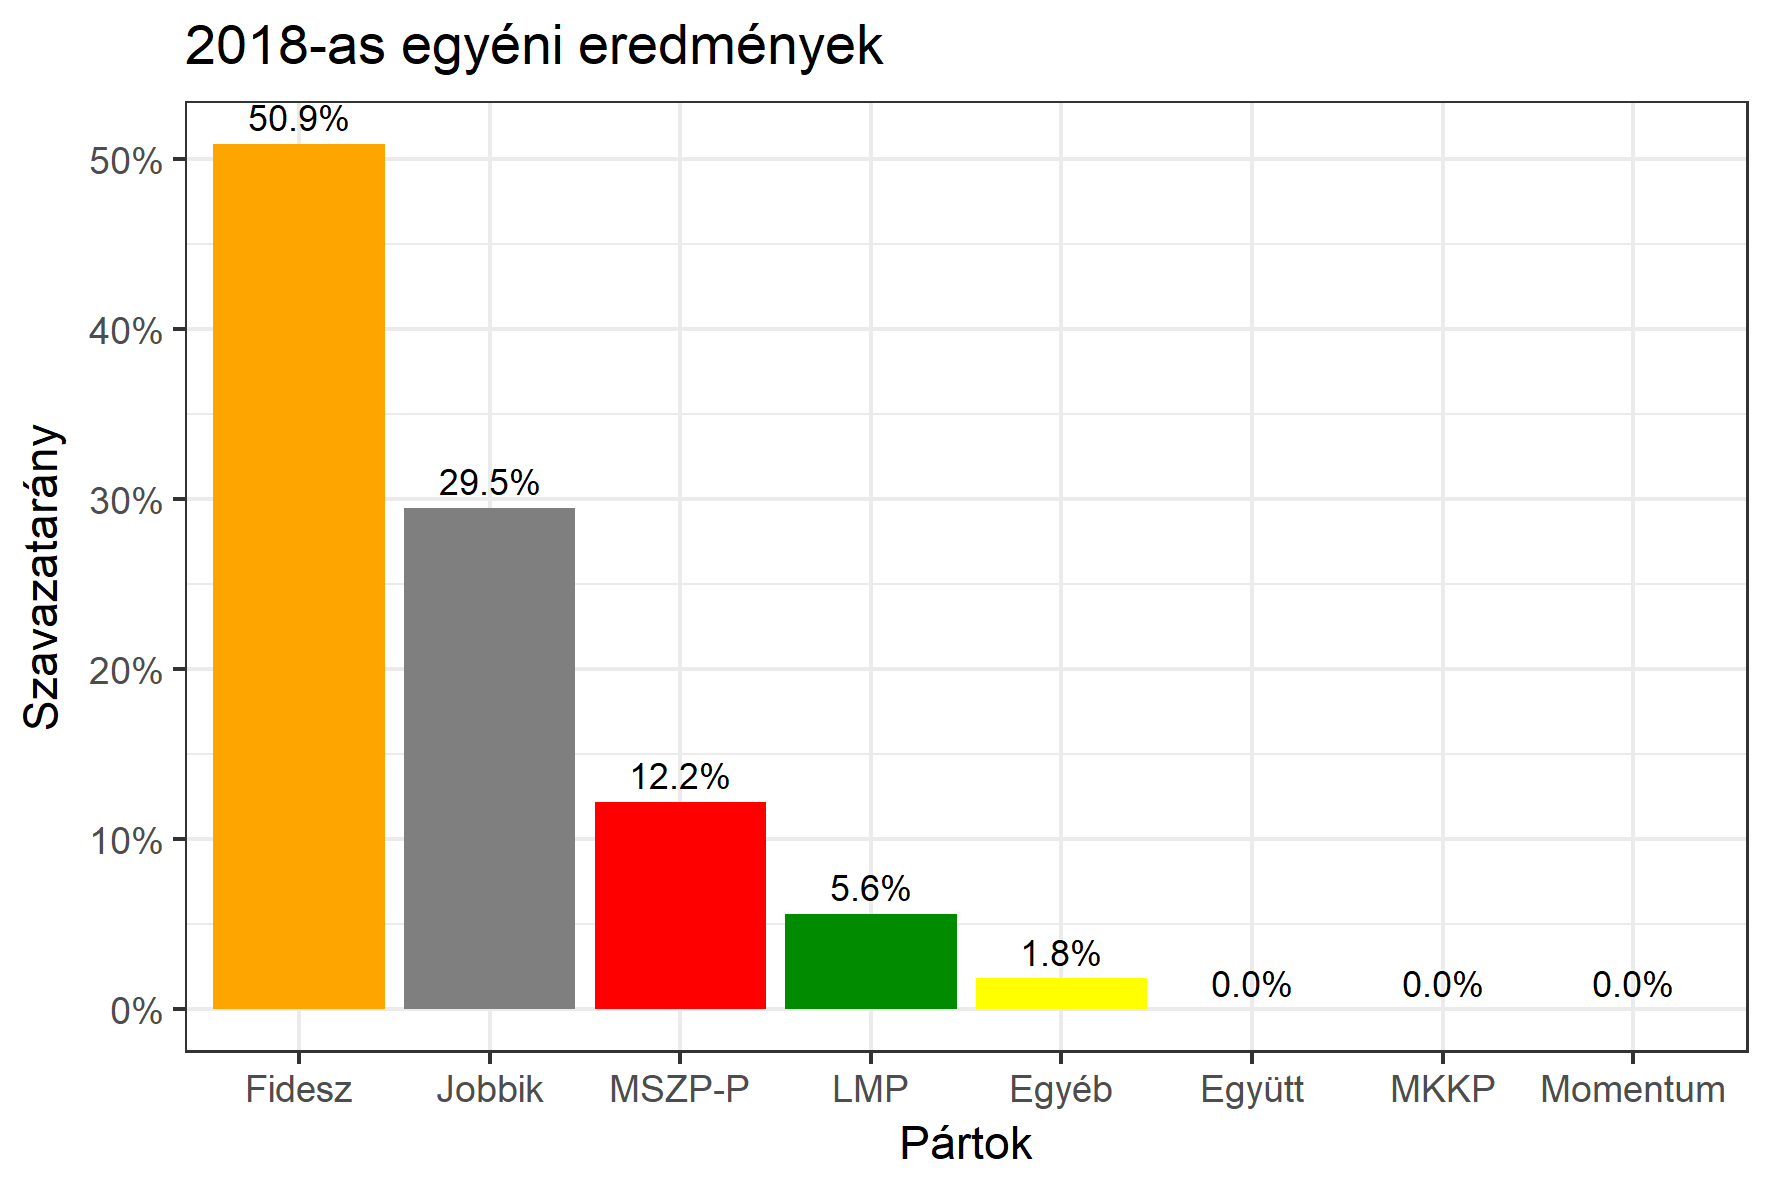 2018-as egyéni eredmények
Szavazatarány
50%
40%
30%
20%
10%
0%
50.9%
29.5%
12.2%
5.6%
1.8%
0.0%
0.0%
0.0%
Fidesz
Jobbik
MSZP-P
LMP
Egyéb
Együtt
MKKP
Momentum
Pártok